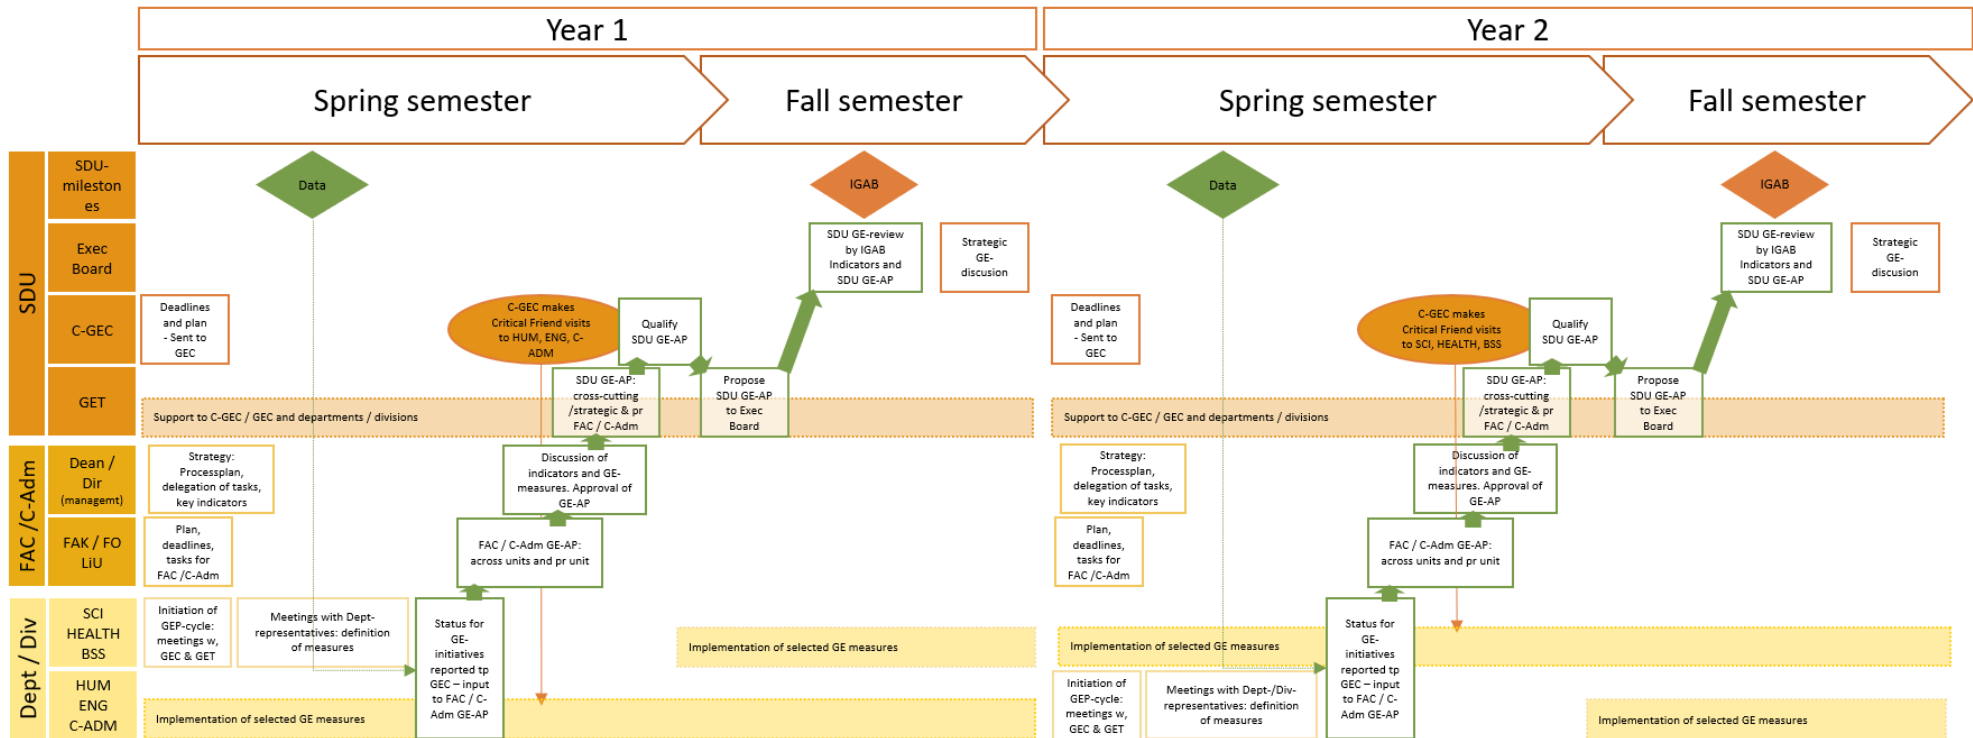 Year 1
Year 2
Spring semester
Fall semester
Spring semester
Fall semester
SDU
SDU-
mileston
es
Data
IGAB
Data
IGAB
Exec
Board
SDU GE-review
by IGAB
Indicators and
SDU GE-AP
Strategic
GE-
discusion
SDU GE-review
by IGAB
Indicators and
SDU GE-AP
Strategic
GE-
discusion
C-GEC
Deadlines
and plan
- Sent to
GEC
C-GEC makes
Critical Friend visits
to HUM, ENG, C-
ADM
Qualify
SDU GE-AP
Deadlines
and plan
- Sent to
GEC
C-GEC makes
Critical Friend visits
to SCI, HEALTH, BSS
Qualify
SDU GE-AP
GET
Support to C-GEC / GEC and departments / divisions
SDU GE-AP:
cross-cutting
/strategic & pr
FAC / C-Adm
Propose
SDU GE-AP
to Exec
Board
Support to C-GEC / GEC and departments / divisions
SDU GE-AP:
cross-cutting
/strategic & pr
FAC / C-Adm
Propose
SDU GE-AP
to Exec
Board
FAC /C-Adm
Dean /
Dir
(managemt)
Strategy:
Processplan,
delegation of tasks,
key indicators
Discussion of
indicators and GE-
measures. Approval of
GE-AP
Strategy:
Processplan,
delegation of tasks,
key indicators
Discussion of
indicators and GE-
measures. Approval of
GE-AP
FAK / FO
LiU
Plan,
deadlines,
tasks for
FAC /C-Adm
FAC / C-Adm GE-AP:
across units and pr unit
Plan,
deadlines,
tasks for
FAC /C-Adm
FAC / C-Adm GE-AP:
across units and pr unit
Dept / Div
SCI
HEALTH
BSS
Initiation of
GEP-cycle:
meetings w,
GEC & GET
Meetings with Dept-
representatives: definition
of measures
Status for
GE-
initiatives
reported tp
GEC – input
to FAC / C-
Adm GE-AP
Implementation of selected GE measures
Implementation of selected GE measures
Status for
GE-
initiatives
reported tp
GEC – input
to FAC / C-
Adm GE-AP
HUM
ENG
C-ADM
Implementation of selected GE measures
Initiation of
GEP-cycle:
meetings w,
GEC & GET
Meetings with Dept-/Div-
representatives: definition
of measures
Implementation of selected GE measures